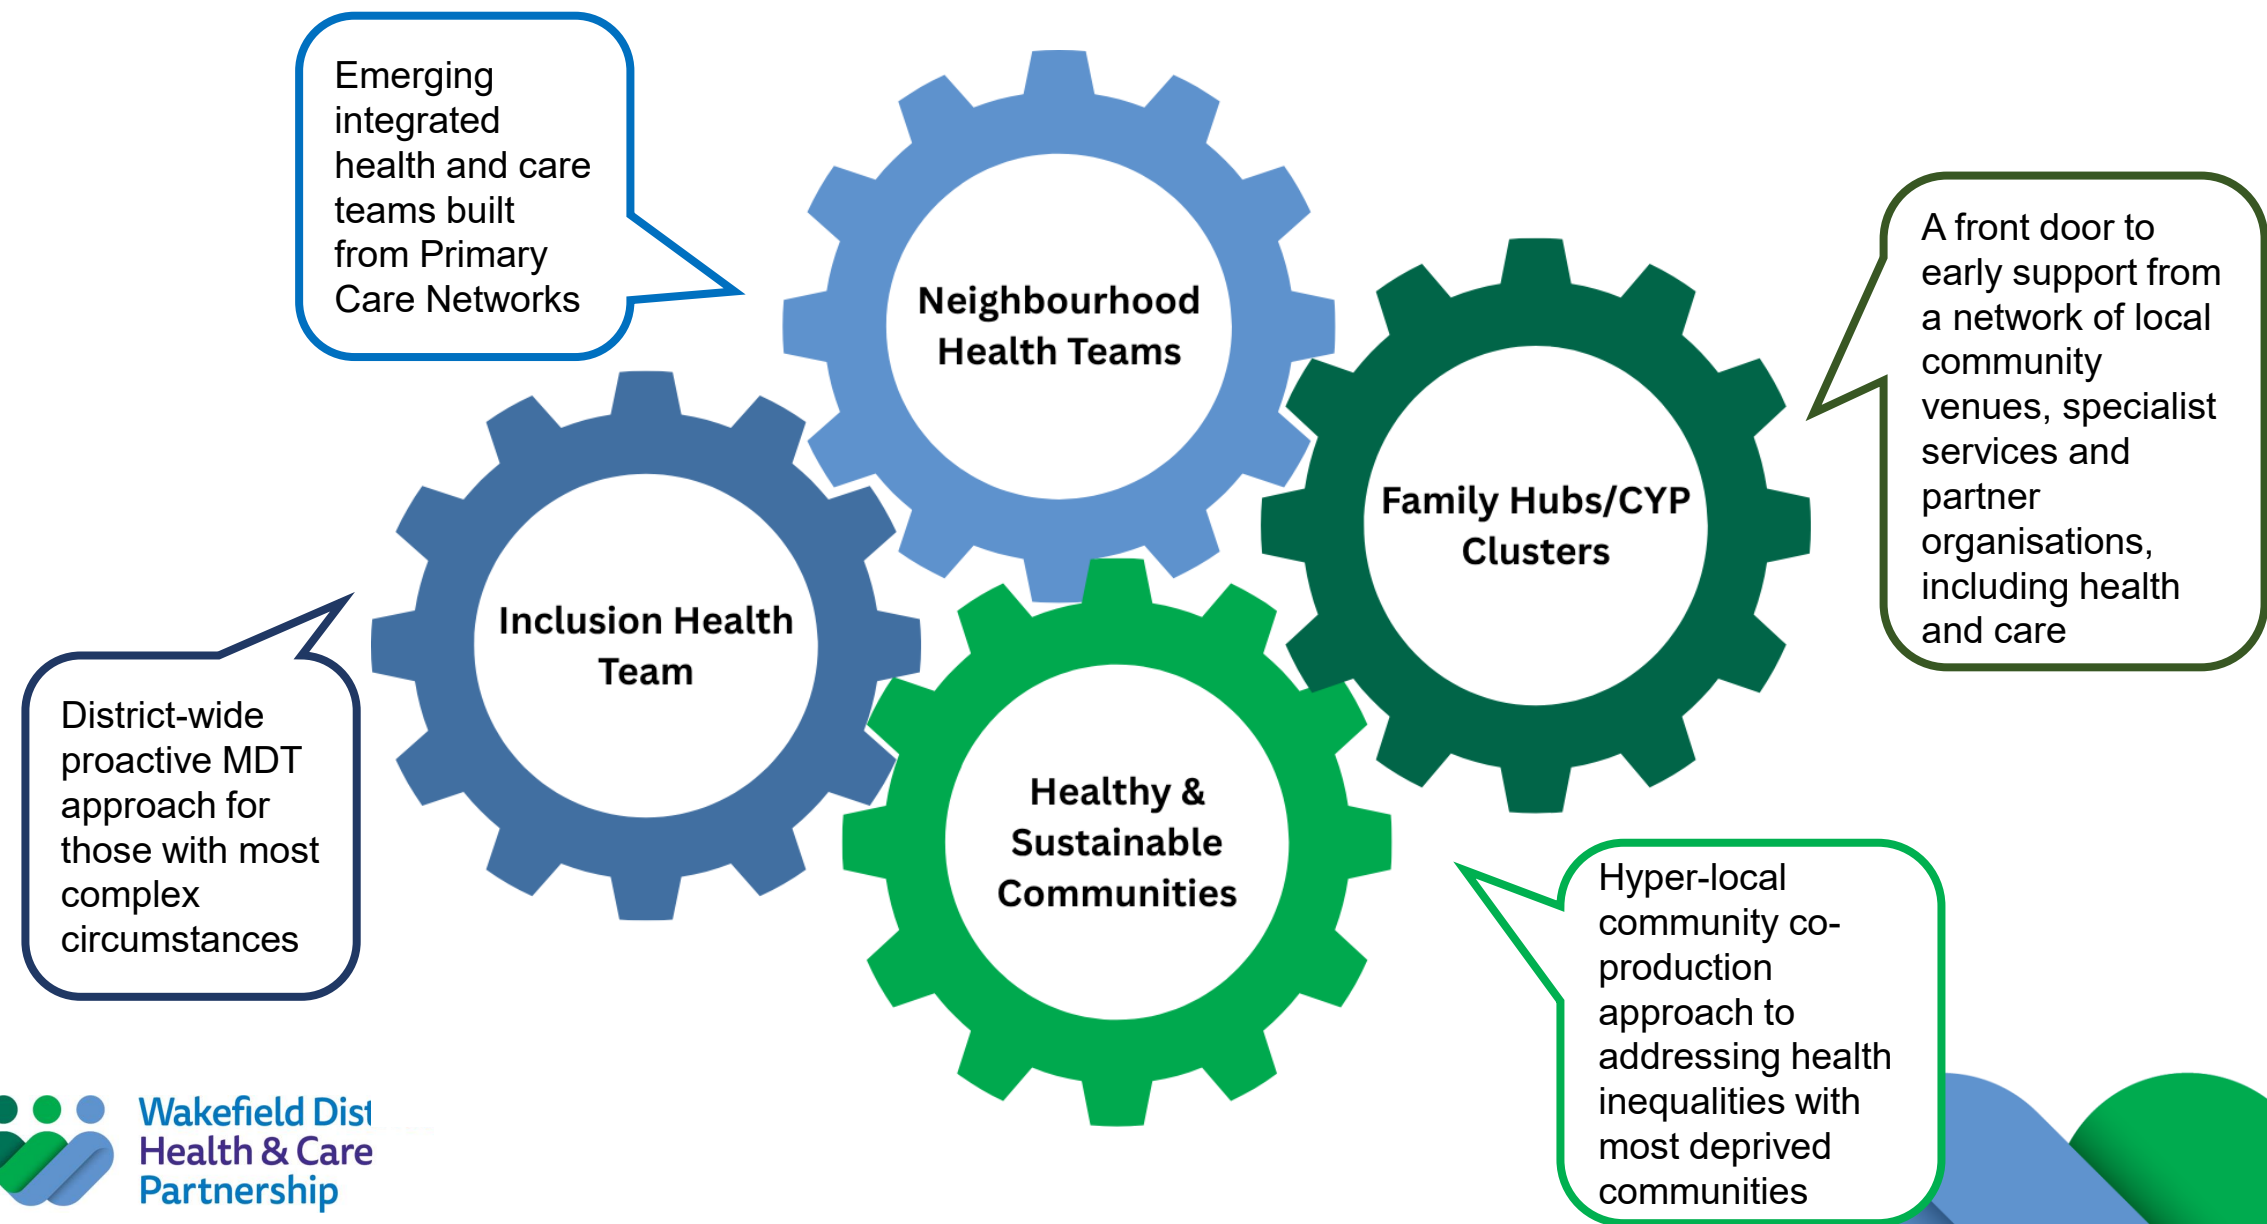 Emerging
integrated
health and care
teams built
from Primary
Care Networks
Neighbourhood
Health Teams
A front door to
early support from
a network of local
community
venues, specialist
services and
partner
organisations,
including health
and care
Family Hubs/CYP
Clusters
Inclusion Health
Team
District-wide
proactive MDT
approach for
those with most
complex
circumstances
Healthy &
Sustainable
Communities
Hyper-local
community co-
production
approach to
addressing health
inequalities with
most deprived
communities
Wakefield Dist
Health & Care
Partnership